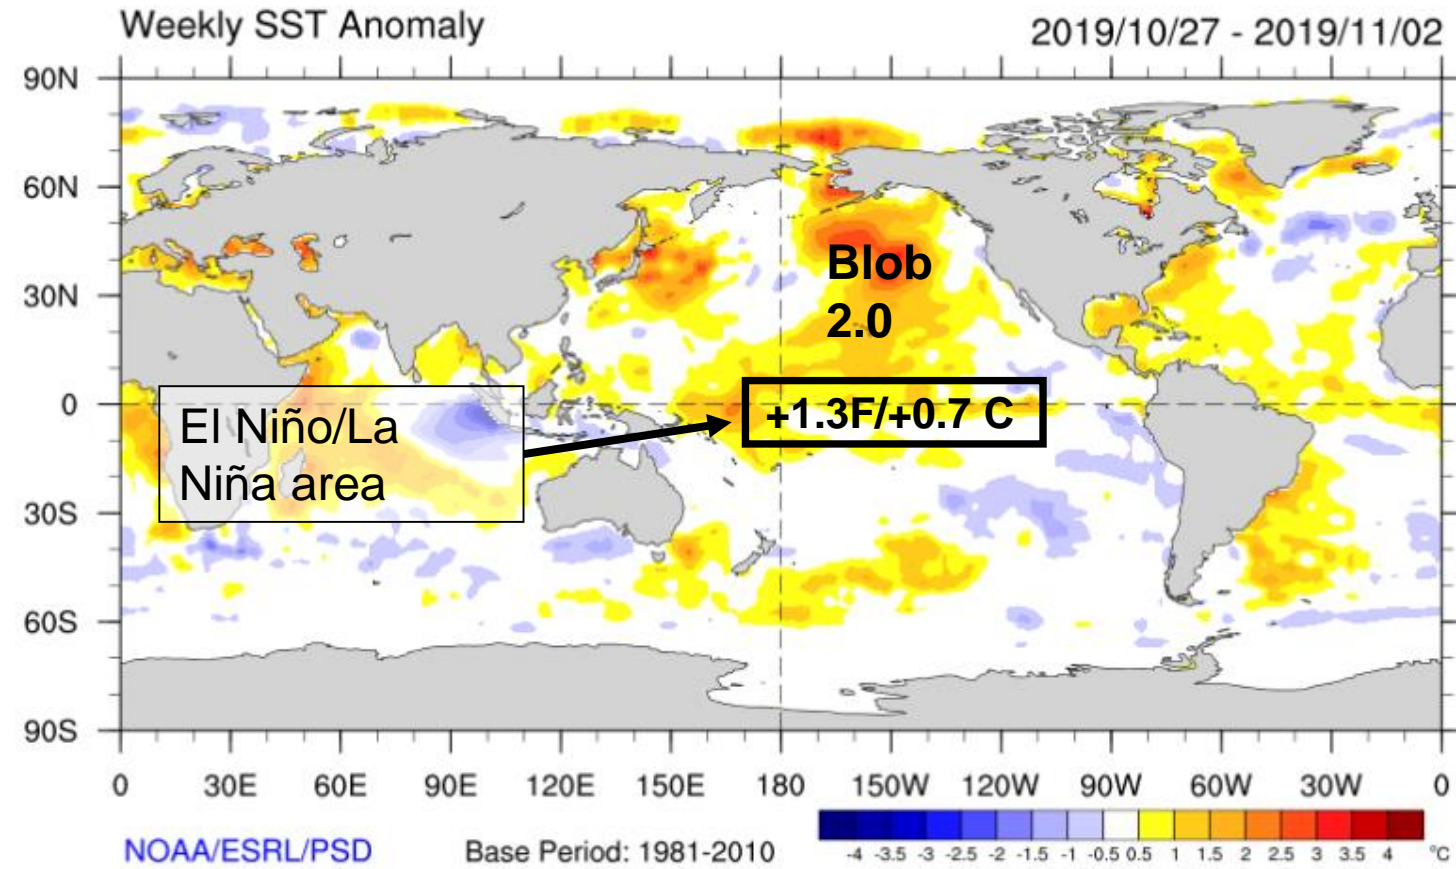 Weekly SST Anomaly
2019/10/27 - 2019/11/02
90N
60N
30N
0
30S
60S
90S
Blob
2.0
+1.3F/+0.7 C
El Niño/La
Niña area
0 30E 60E 90E 120E 150E 180 150W 120W 90W 60W 30W 0
NOAA/ESRL/PSD
Base Period: 1981-2010
-4 -3.5 -3 -2.5 -2 -1.5 -1 -0.5 0.5 1 1.5 2 2.5 3 3.5 4 °C